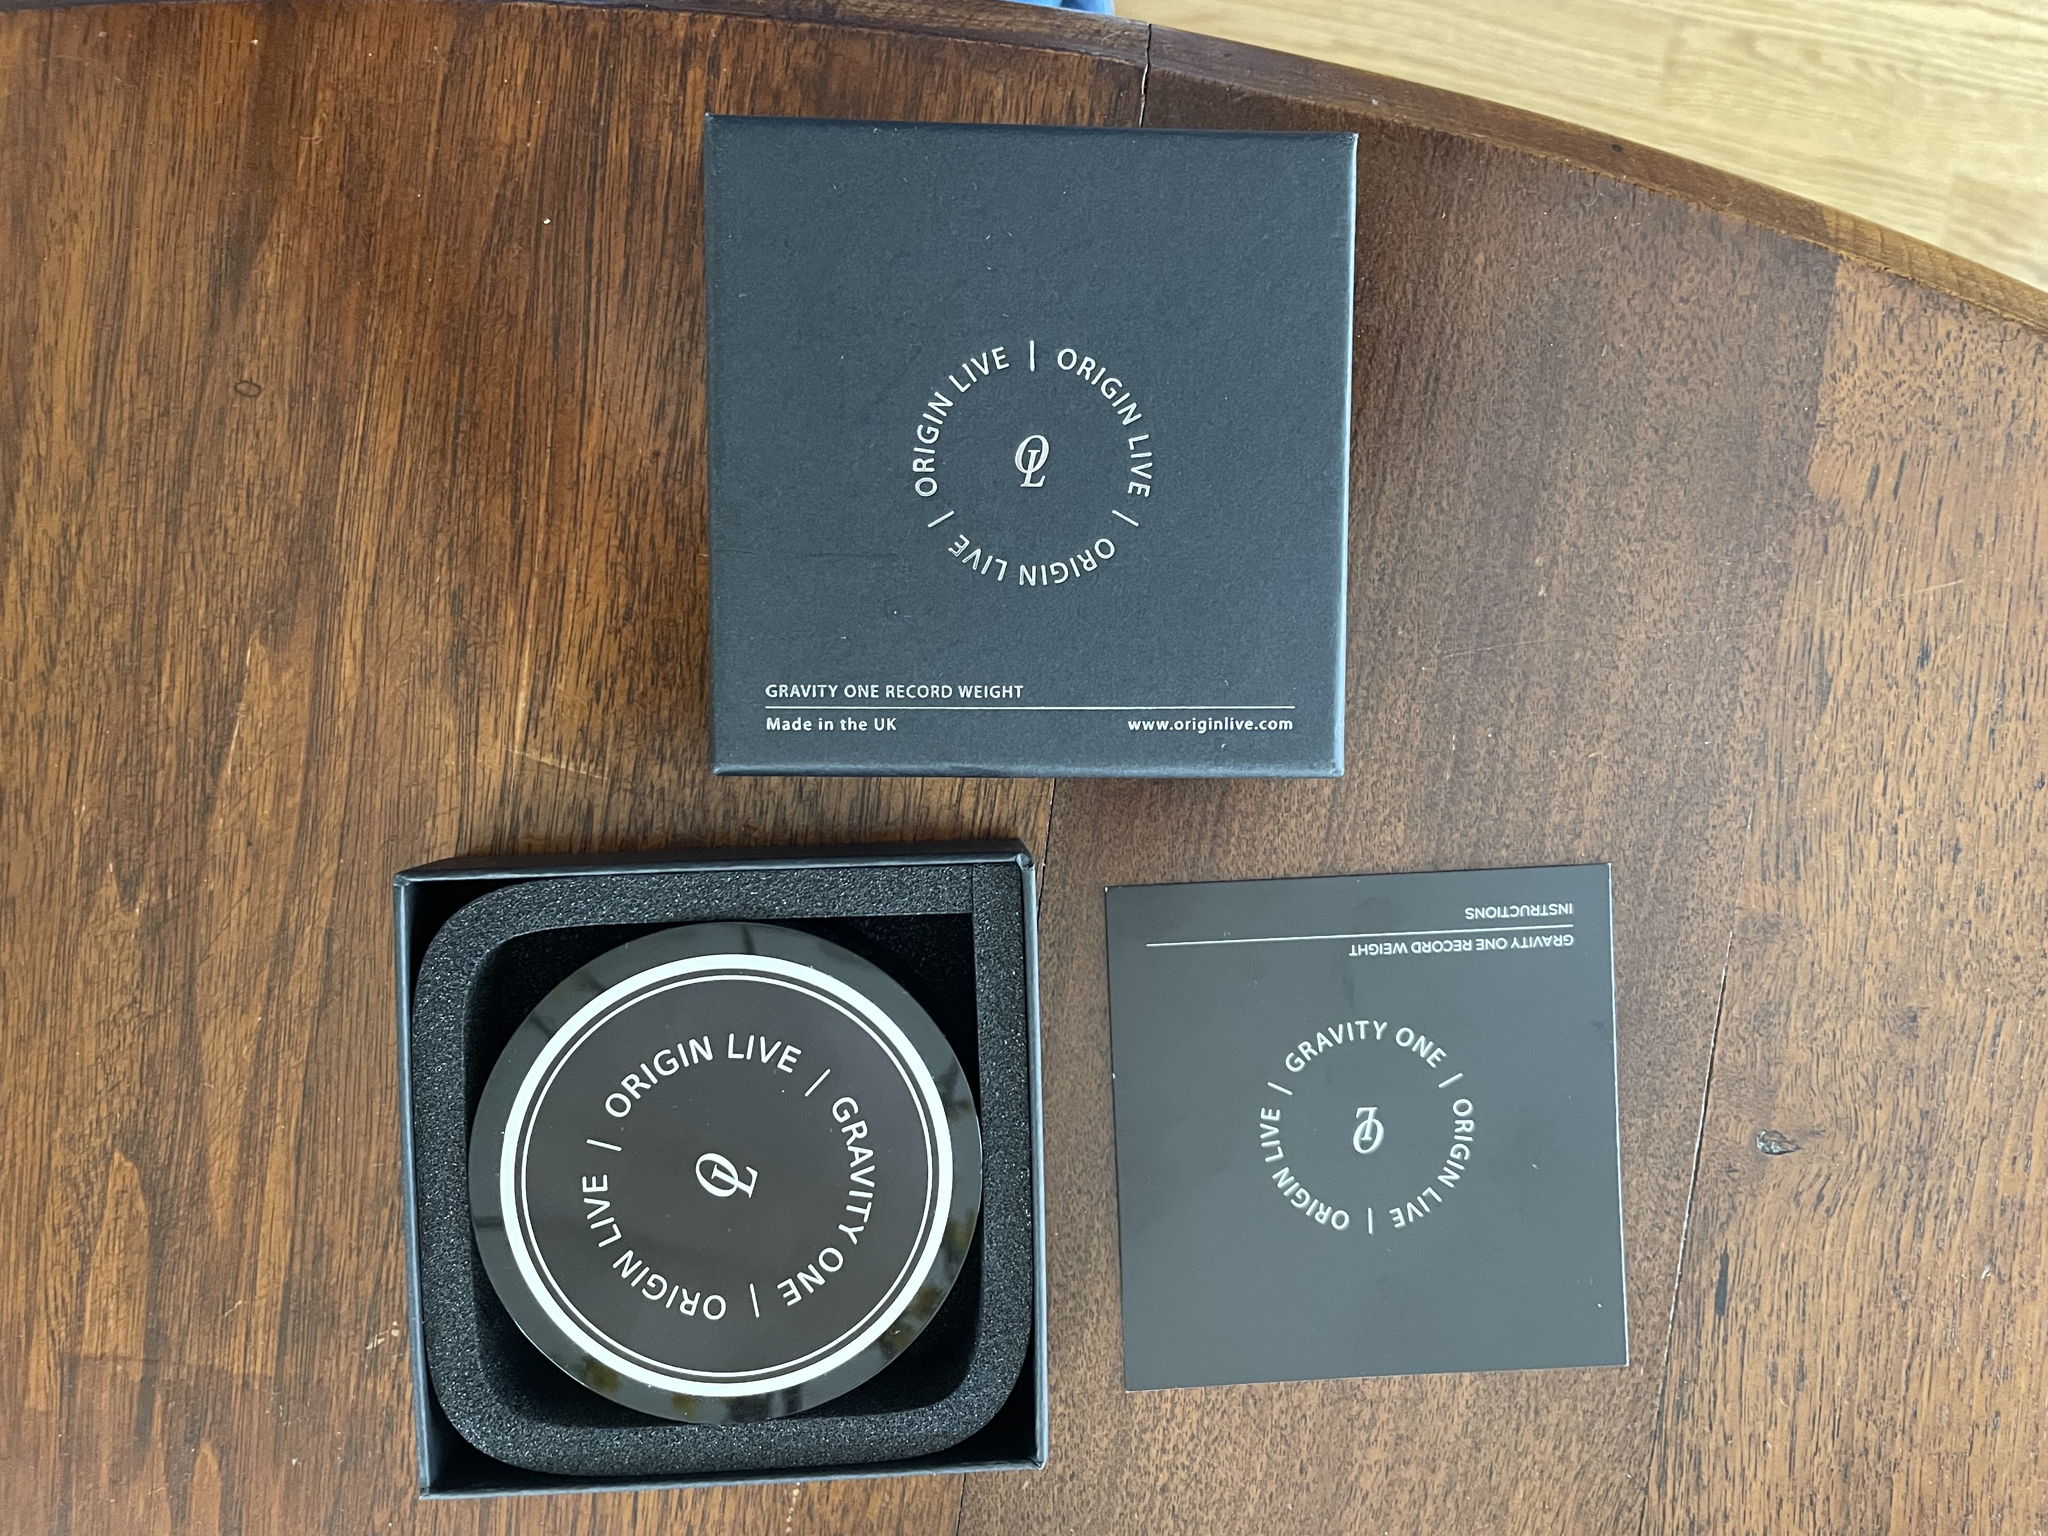 ORIGIN LIVE | ORIGIN LIVE | ORIGIN LIVE |
OL
GRAVITY ONE RECORD WEIGHT
Made in the UK
www.originlive.com
ORIGIN LIVE | GRAVITY ONE | ORIGIN LIVE |
OL
GRAVITY ONE RECORD WEIGHT
INSTRUCTIONS
GRAVITY ONE | ORIGIN LIVE | ORIGIN LIVE |
OL